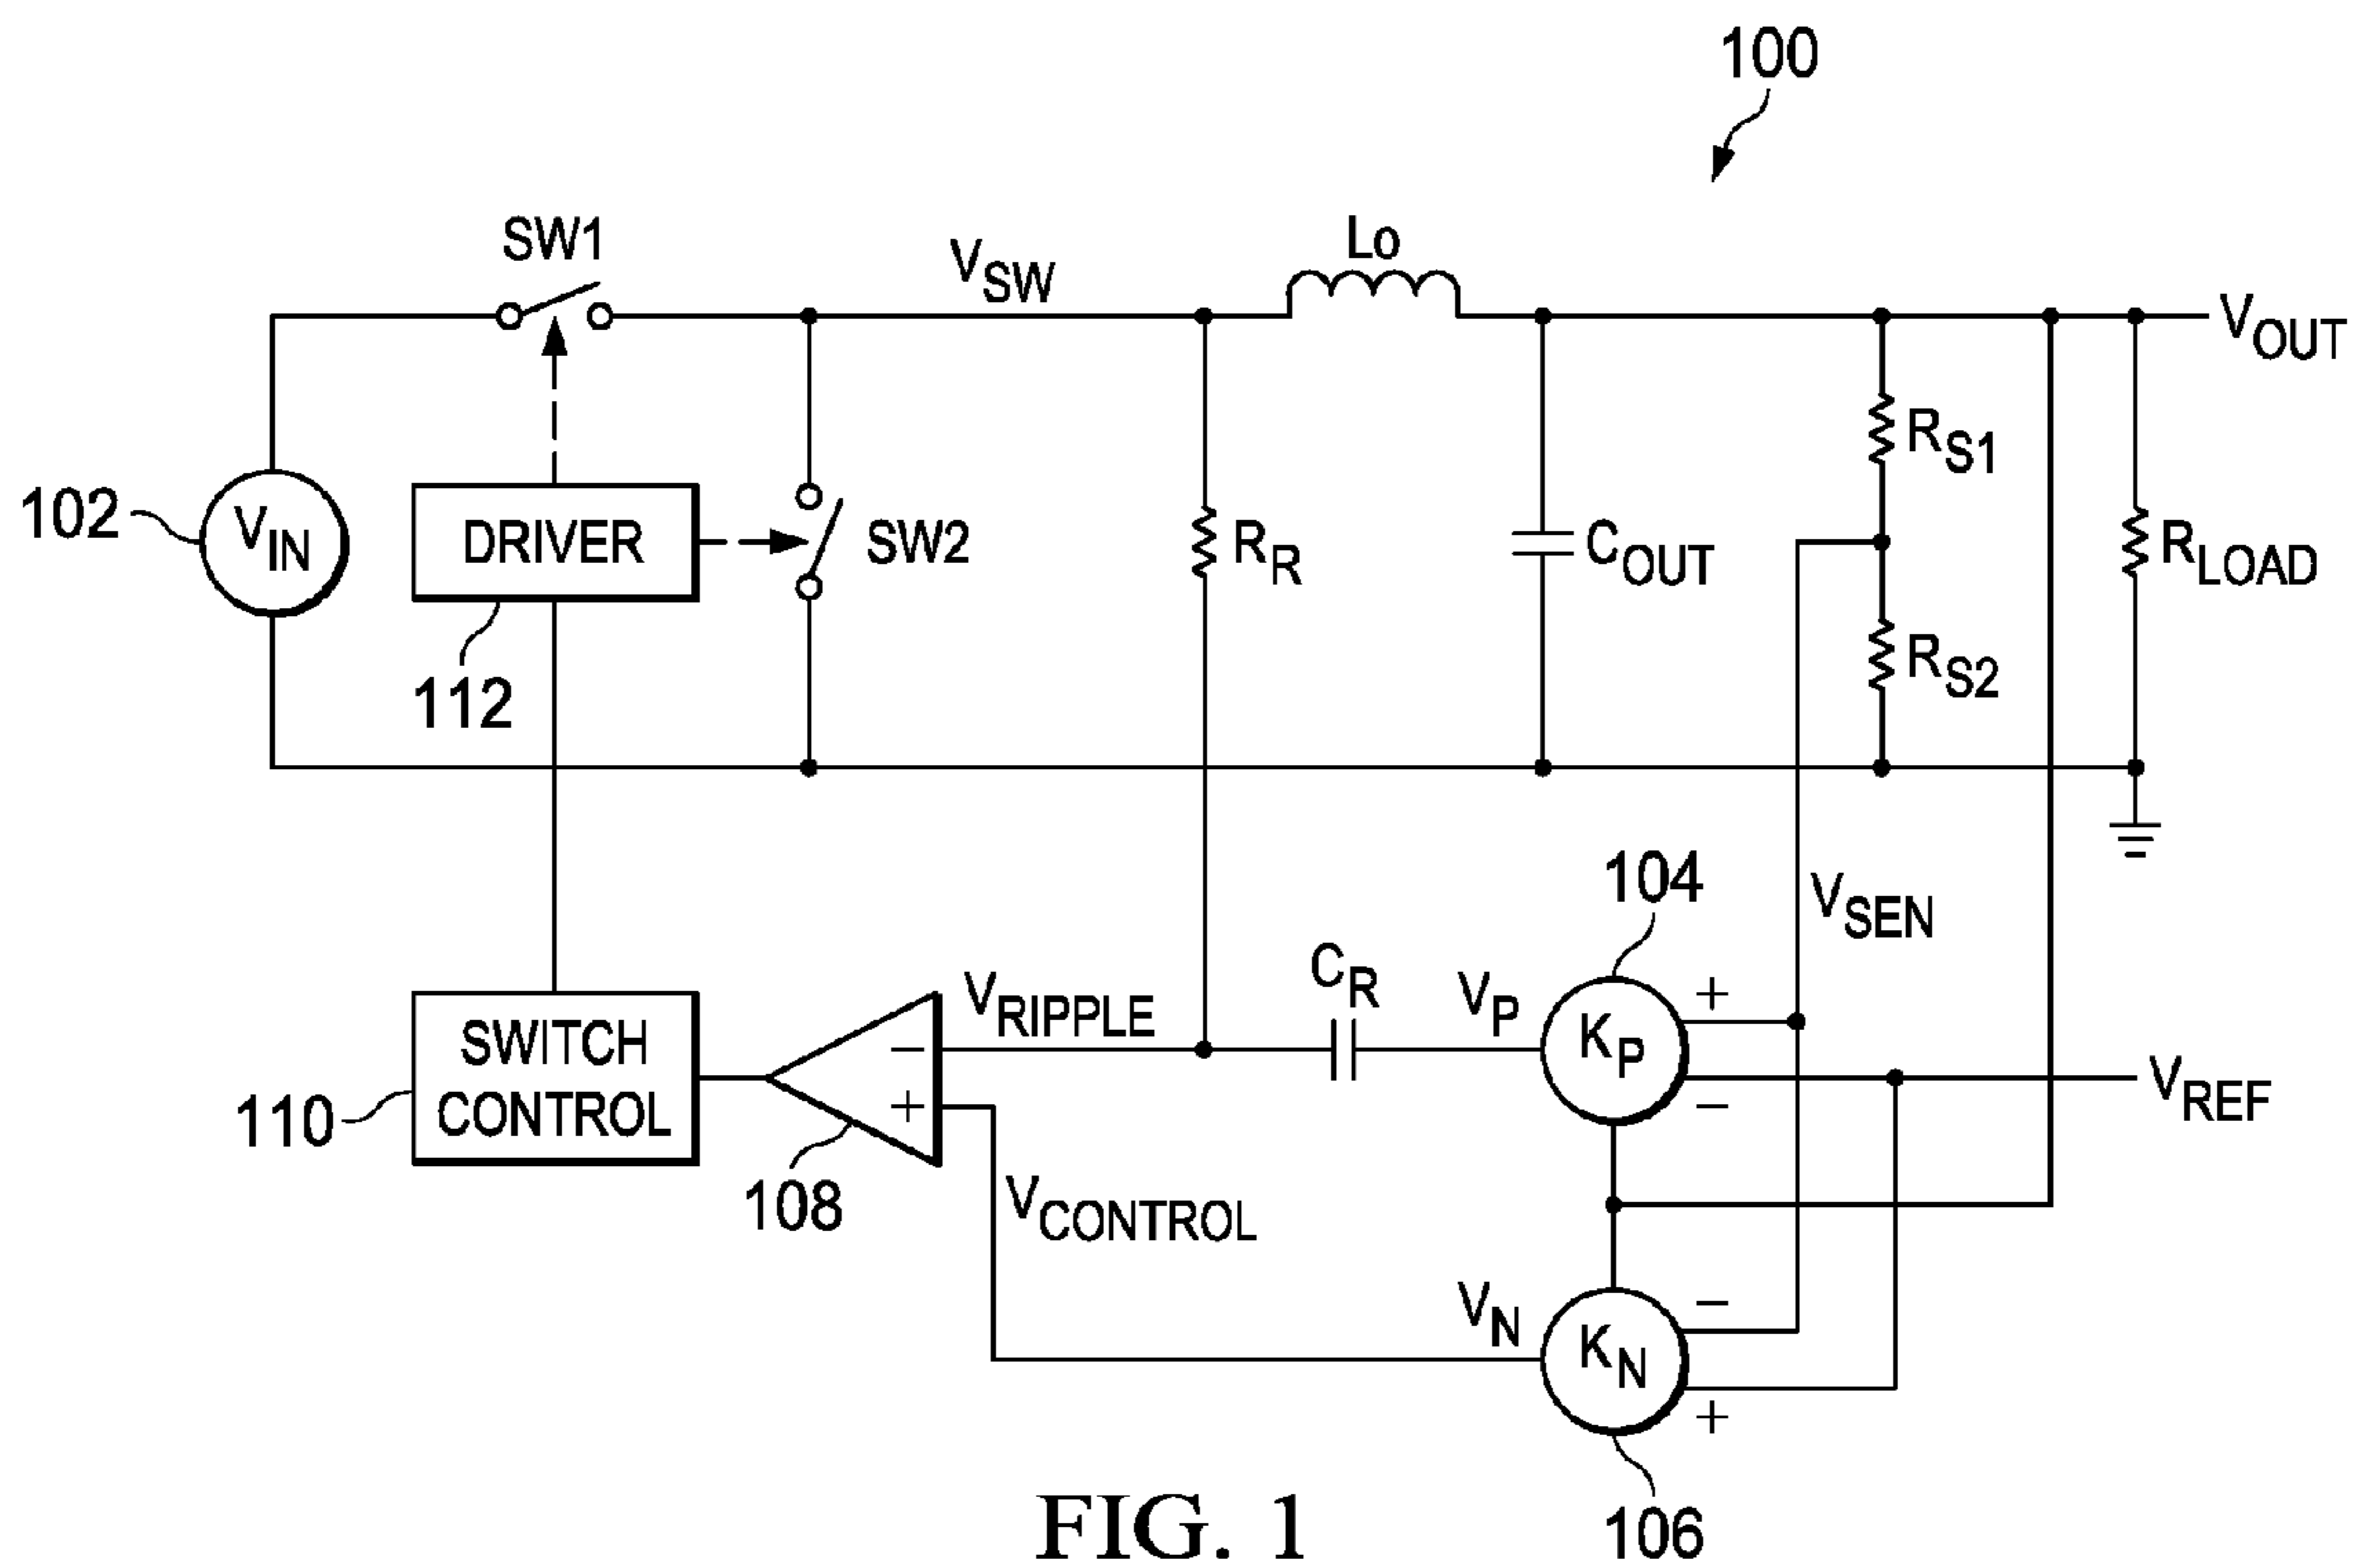 100
SW1
VSW
Lo
VOUT
102
VIN
DRIVER
SW2
RR
COUT
RS1
RS2
RLOAD
112
104
VSEN
VRIPPLE
CR
VP
KP
+
−
VREF
SWITCH
CONTROL
110
−
+
108
VCONTROL
VN
KN
−
+
106
FIG. 1